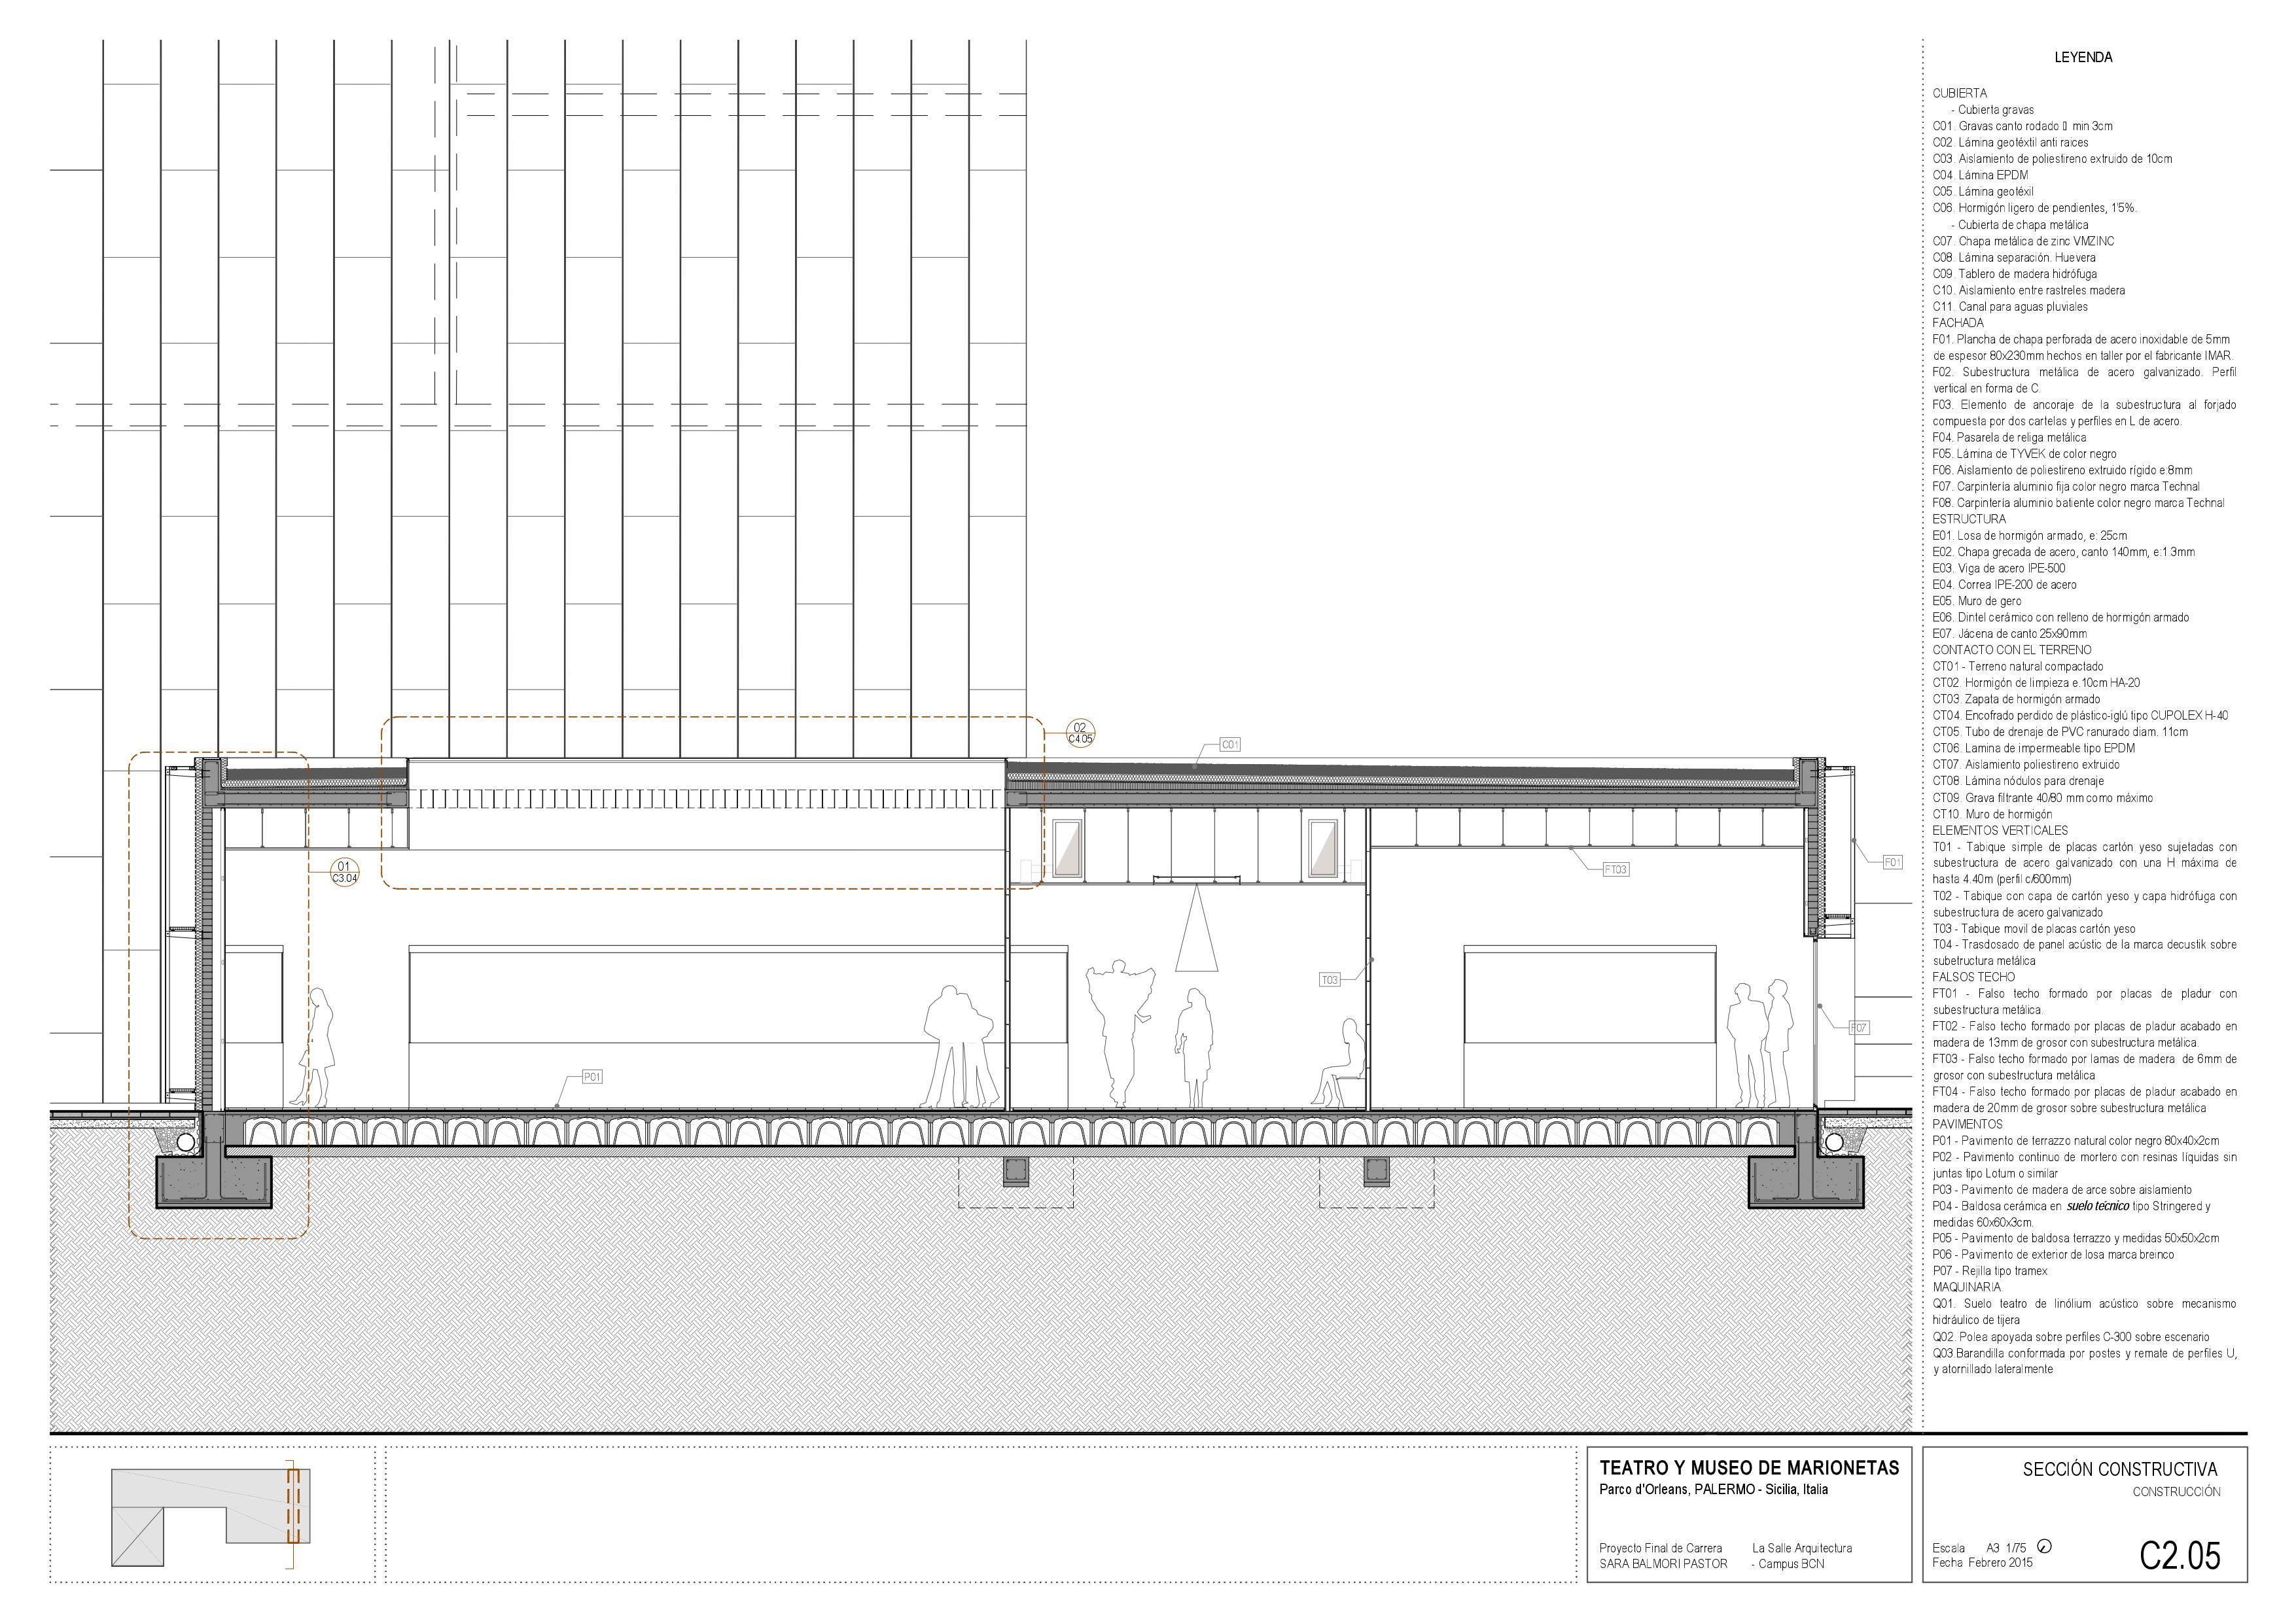 LEYENDA
CUBIERTA
- Cubierta gravas
C01. Gravas canto rodado ▯ min 3cm
C02. Lámina geotéxtil anti raices
C03. Aislamiento de poliestireno extruido de 10cm
C04. Lámina EPDM
C05. Lámina geotéxil
C06. Hormigón ligero de pendientes, 1'5%.
- Cubierta de chapa metálica
C07. Chapa metálica de zinc VMZINC
C08. Lámina separación. Huevera
C09. Tablero de madera hidrófuga
C10. Aislamiento entre rastreles madera
C11. Canal para aguas pluviales
FACHADA
F01. Plancha de chapa perforada de acero inoxidable de 5mm
de espesor 80x230mm hechos en taller por el fabricante IMAR.
F02. Subestructura metálica de acero galvanizado. Perfil
vertical en forma de C.
F03. Elemento de ancoraje de la subestructura al forjado
compuesta por dos cartelas y perfiles en L de acero.
F04. Pasarela de religa metálica
F05. Lámina de TYVEK de color negro
F06. Aislamiento de poliestireno extruido rígido e:8mm
F07. Carpintería aluminio fija color negro marca Technal
F08. Carpintería aluminio batiente color negro marca Technal
ESTRUCTURA
E01. Losa de hormigón armado, e: 25cm
E02. Chapa grecada de acero, canto 140mm, e:1.3mm
E03. Viga de acero IPE-500
E04. Correa IPE-200 de acero
E05. Muro de gero
E06. Dintel cerámico con relleno de hormigón armado
E07. Jácena de canto 25x90mm
CONTACTO CON EL TERRENO
CT01 - Terreno natural compactado
CT02. Hormigón de limpieza e.10cm HA-20
CT03. Zapata de hormigón armado
CT04. Encofrado perdido de plástico-iglú tipo CUPOLEX H-40
CT05. Tubo de drenaje de PVC ranurado diam. 11cm
CT06. Lamina de impermeable tipo EPDM
CT07. Aislamiento poliestireno extruido
CT08. Lámina nódulos para drenaje
CT09. Grava filtrante 40/80 mm como máximo
CT10. Muro de hormigón
ELEMENTOS VERTICALES
T01 - Tabique simple de placas cartón yeso sujetadas con
subestructura de acero galvanizado con una H máxima de
hasta 4.40m (perfil c/600mm)
T02 - Tabique con capa de cartón yeso y capa hidrófuga con
subestructura de acero galvanizado
T03 - Tabique movil de placas cartón yeso
T04 - Trasdosado de panel acústic de la marca decustik sobre
subetructura metálica
FALSOS TECHO
FT01 - Falso techo formado por placas de pladur con
subestructura metálica.
FT02 - Falso techo formado por placas de pladur acabado en
madera de 13mm de grosor con subestructura metálica.
FT03 - Falso techo formado por lamas de madera de 6mm de
grosor con subestructura metálica
FT04 - Falso techo formado por placas de pladur acabado en
madera de 20mm de grosor sobre subestructura metálica
PAVIMENTOS
P01 - Pavimento de terrazzo natural color negro 80x40x2cm
P02 - Pavimento continuo de mortero con resinas líquidas sin
juntas tipo Lotum o similar
P03 - Pavimento de madera de arce sobre aislamiento
P04 - Baldosa cerámica en suelo técnico tipo Stringered y
medidas 60x60x3cm.
P05 - Pavimento de baldosa terrazzo y medidas 50x50x2cm
P06 - Pavimento de exterior de losa marca breinco
P07 - Rejilla tipo tramex
MAQUINARIA
Q01. Suelo teatro de linólium acústico sobre mecanismo
hidráulico de tijera
Q02. Polea apoyada sobre perfiles C-300 sobre escenario
Q03.Barandilla conformada por postes y remate de perfiles U,
y atornillado lateralmente
02
C4.05
C01
01
C3.04
FT03
F01
T03
F07
P01
TEATRO Y MUSEO DE MARIONETAS
Parco d'Orleans, PALERMO - Sicilia, Italia
Proyecto Final de Carrera La Salle Arquitectura
SARA BALMORI PASTOR - Campus BCN
SECCIÓN CONSTRUCTIVA
CONSTRUCCIÓN
Escala A3 1/75
Fecha Febrero 2015
C2.05